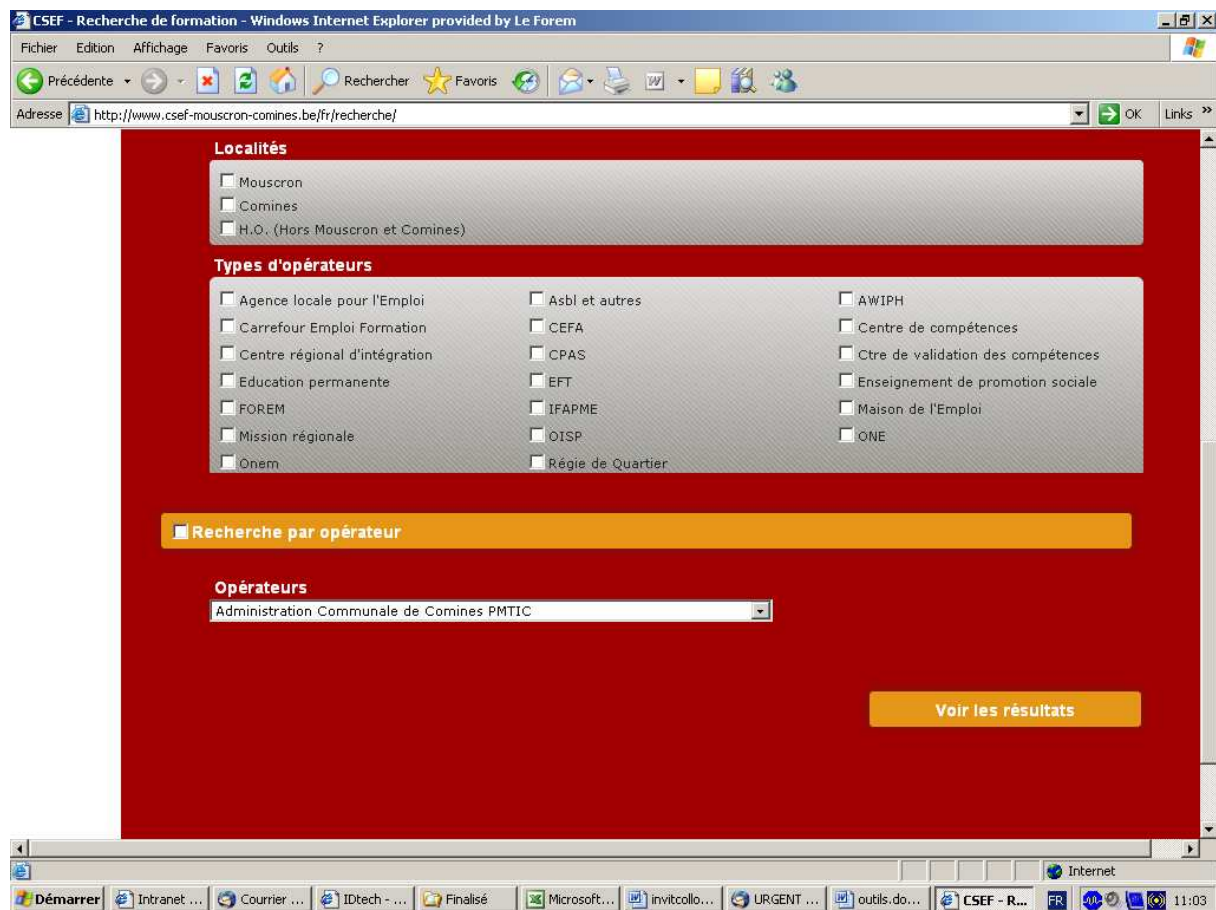 CSEF - Recherche de formation - Windows Internet Explorer provided by Le Forem
Fichier Edition Affichage Favoris Outils ?
Précédente Rechercher Favoris
Adresse http://www.csef-mouscron-comines.be/fr/recherche/ OK Links »
Localités
Mouscron
Comines
H.O. (Hors Mouscron et Comines)
Types d'opérateurs
Agence locale pour l'Emploi Asbl et autres AWIPH
Carrefour Emploi Formation CEFA Centre de compétences
Centre régional d'intégration CPAS Ctre de validation des compétences
Education permanente EFT Enseignement de promotion sociale
FOREM IFAPME Maison de l'Emploi
Mission régionale OISP ONE
Onem Régie de Quartier
Recherche par opérateur
Opérateurs
Administration Communale de Comines PMTIC
Voir les résultats
Internet
Démarrer Intranet ... Courrier ... IDtech - ... Finalisé Microsoft... invitcollo... URGENT ... outils.do... CSEF - R... FR 11:03